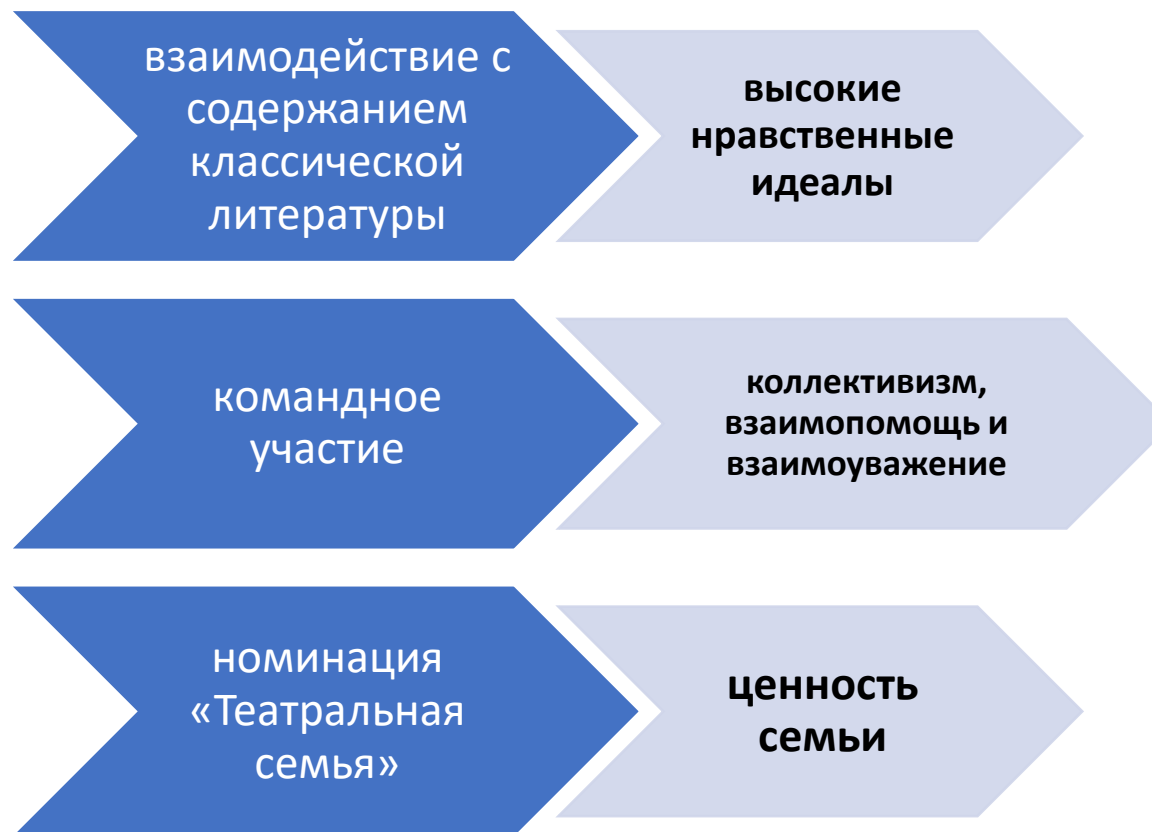 взаимодействие с
содержанием
классической
литературы
высокие
нравственные
идеалы
командное
участие
коллективизм,
взаимопомощь и
взаимоуважение
номинация
«Театральная
семья»
ценность
семьи